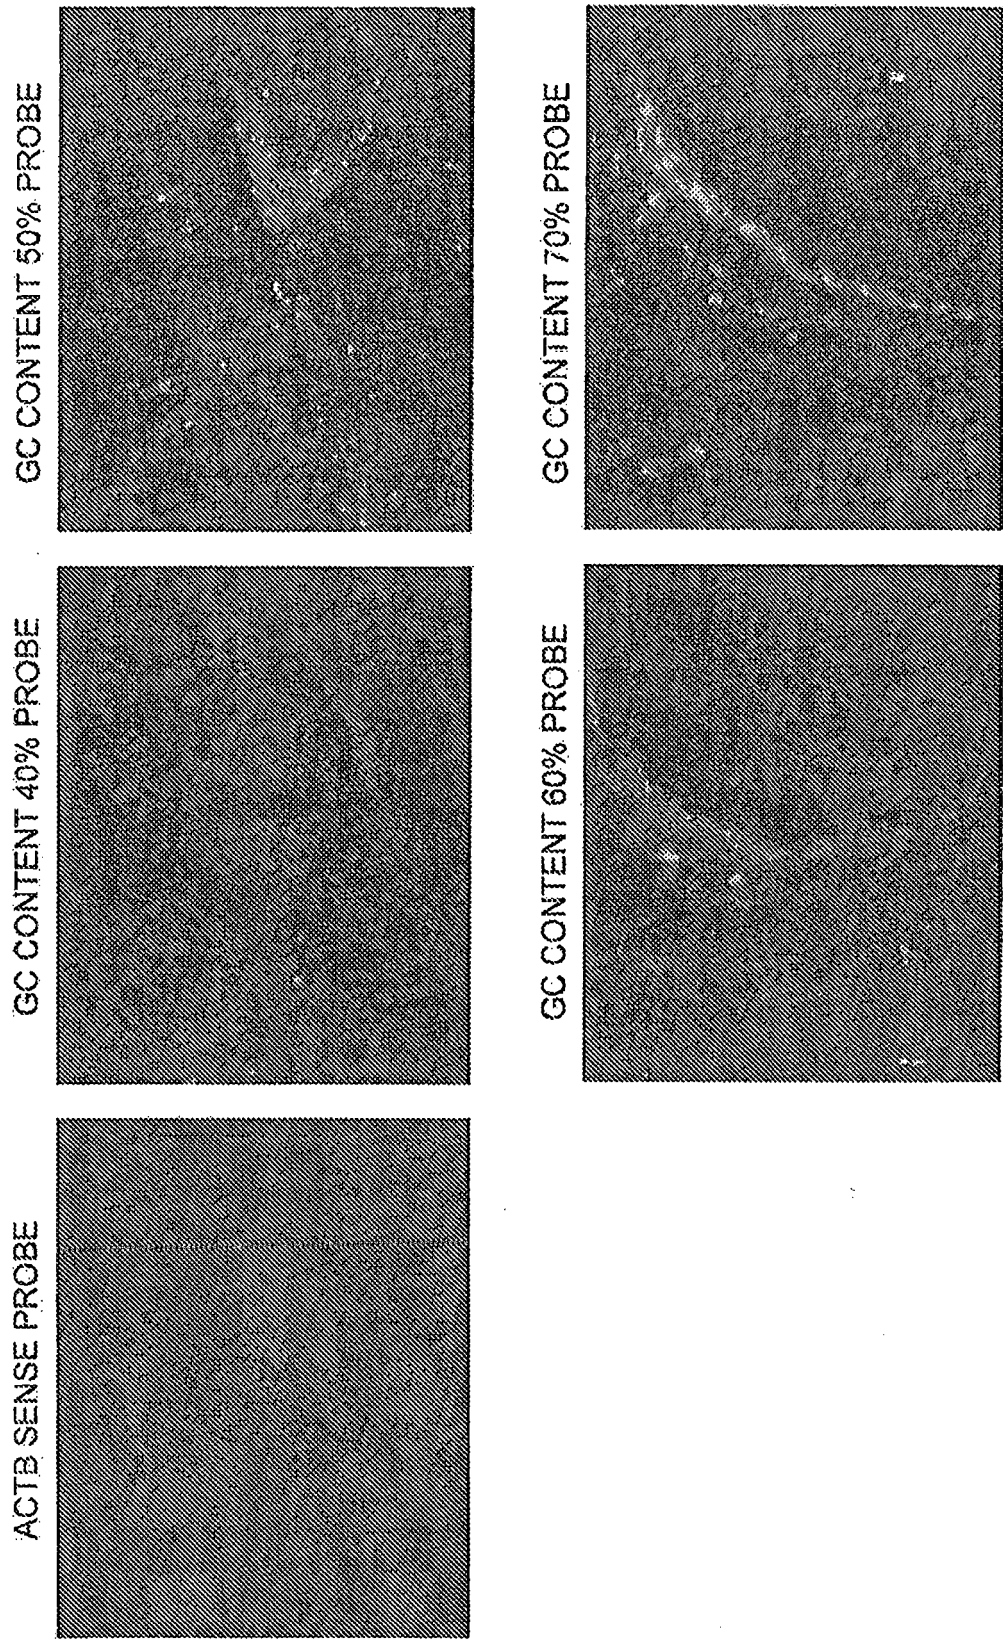 ACTB SENSE PROBE
GC CONTENT 40% PROBE
GC CONTENT 50% PROBE
GC CONTENT 60% PROBE
GC CONTENT 70% PROBE